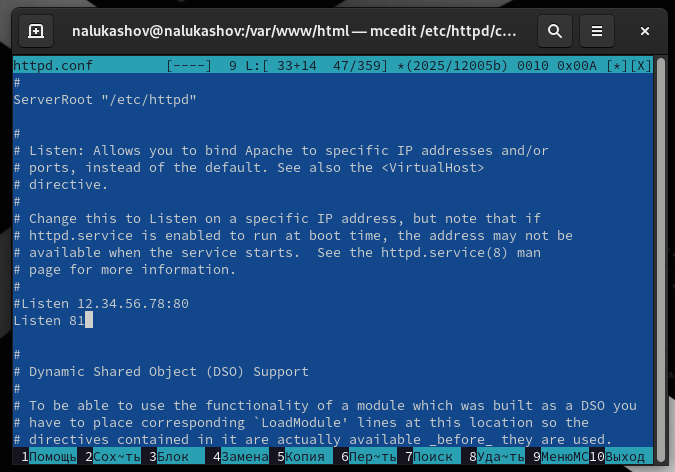 nalukashov@nalukashov:/var/www/html — mcedit /etc/httpd/c…
httpd.conf         [----]  9 L:[ 33+14  47/359] *(2025/12005b) 0010 0x00A [*][X]
#
ServerRoot "/etc/httpd"

#
# Listen: Allows you to bind Apache to specific IP addresses and/or
# ports, instead of the default. See also the <VirtualHost>
# directive.
#
# Change this to Listen on a specific IP address, but note that if
# httpd.service is enabled to run at boot time, the address may not be
# available when the service starts.  See the httpd.service(8) man
# page for more information.
#
#Listen 12.34.56.78:80
Listen 81

#
# Dynamic Shared Object (DSO) Support
#
# To be able to use the functionality of a module which was built as a DSO you
# have to place corresponding `LoadModule' lines at this location so the
# directives contained in it are actually available _before_ they are used.
1Помощь 2Сох~ть 3Блок 4Замена 5Копия 6Пер~ть 7Поиск 8Уда~ть 9МенюMC 10Выход